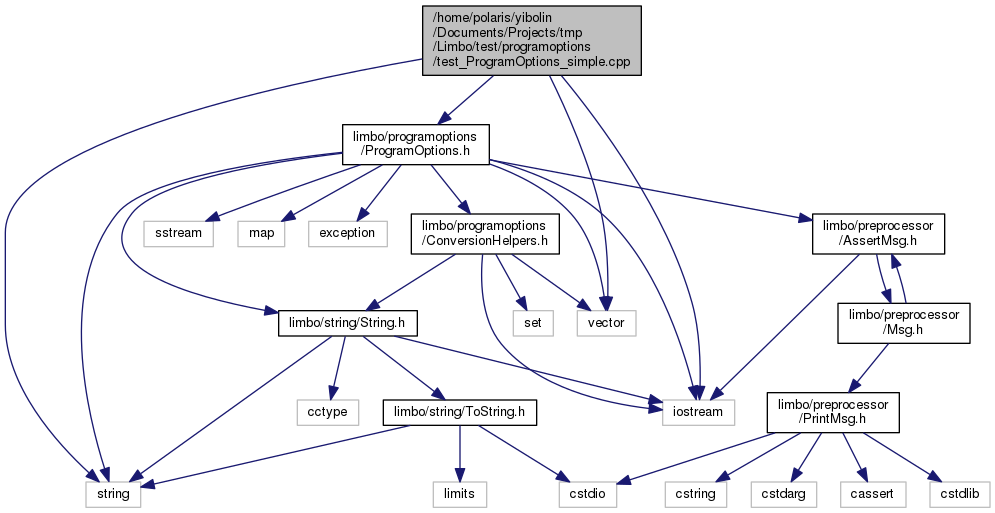 /home/polaris/yibolin
/Documents/Projects/tmp
/Limbo/test/programoptions
/test_ProgramOptions_simple.cpp
limbo/programoptions
/ProgramOptions.h
sstream
map
exception
limbo/programoptions
/ConversionHelpers.h
limbo/preprocessor
/AssertMsg.h
limbo/string/String.h
set
vector
limbo/preprocessor
/Msg.h
cctype
limbo/string/ToString.h
iostream
limbo/preprocessor
/PrintMsg.h
string
limits
cstdio
cstring
cstdarg
cassert
cstdlib